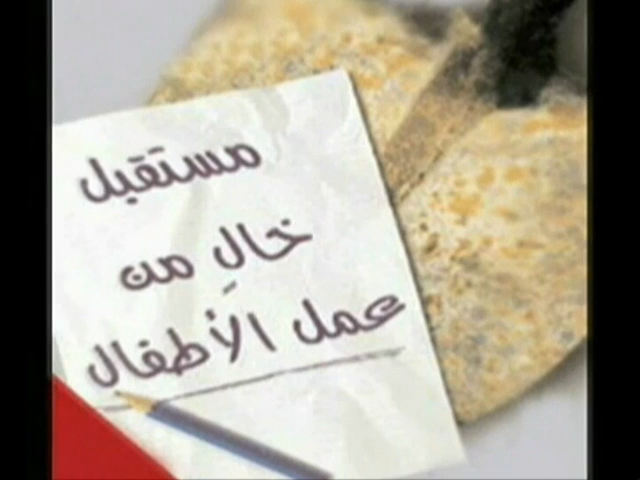 مستقبل
خالٍ من
عمل الأطفال